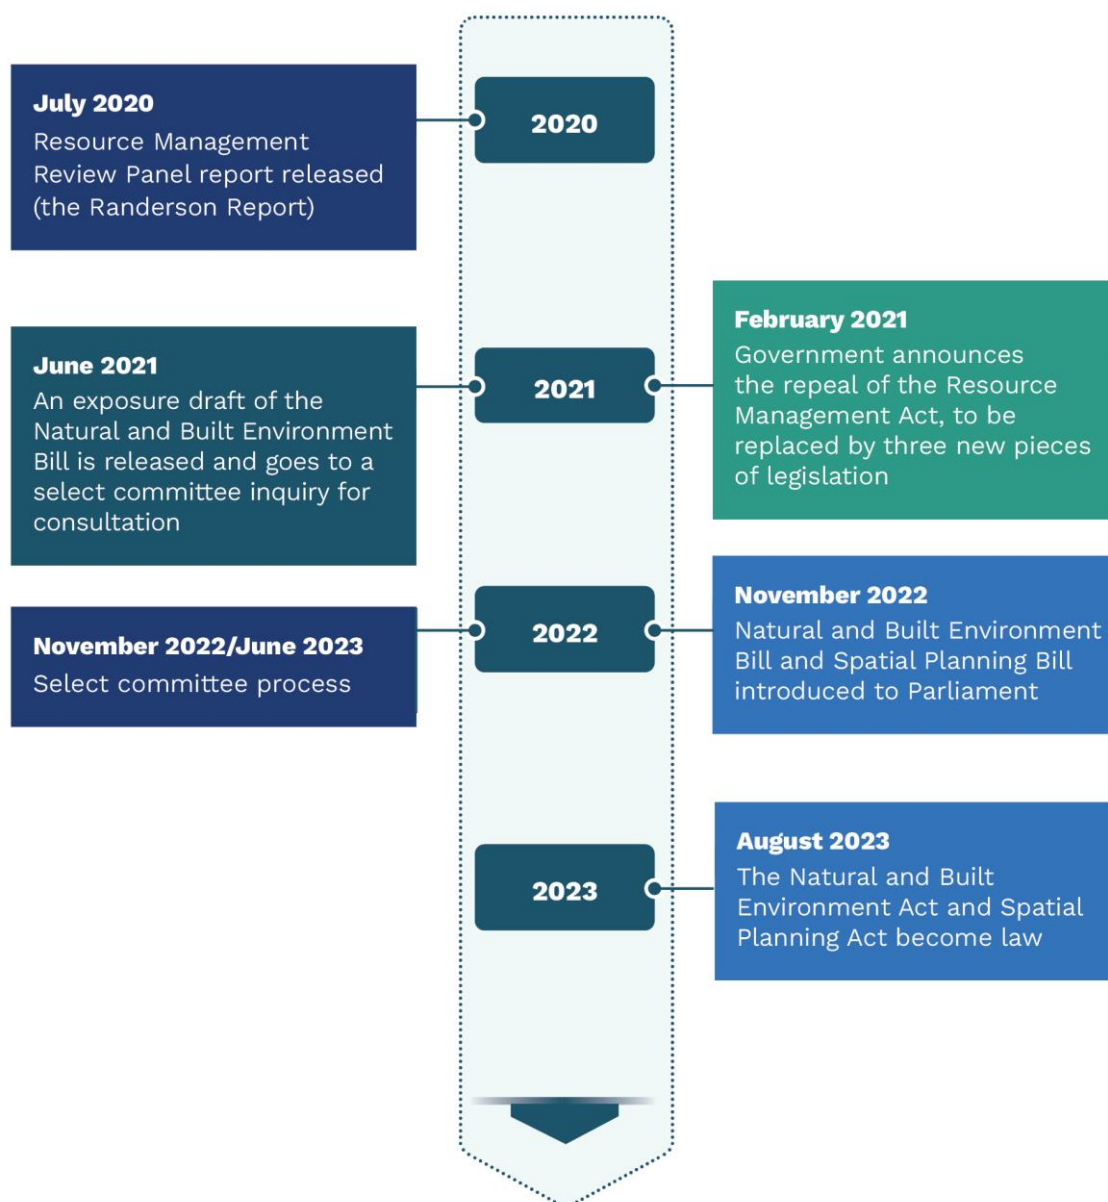 2020
July 2020
Resource Management
Review Panel report released
(the Randerson Report)
2021
February 2021
Government announces
the repeal of the Resource
Management Act, to be
replaced by three new pieces
of legislation
June 2021
An exposure draft of the
Natural and Built Environment
Bill is released and goes to a
select committee inquiry for
consultation
2022
November 2022
Natural and Built Environment
Bill and Spatial Planning Bill
introduced to Parliament
November 2022/June 2023
Select committee process
2023
August 2023
The Natural and Built
Environment Act and Spatial
Planning Act become law